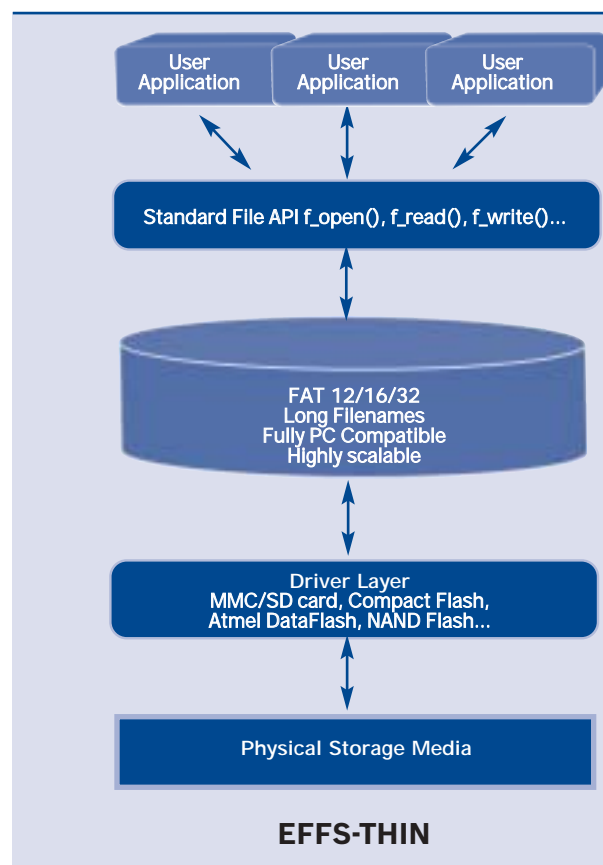 User
Application
User
Application
User
Application
Standard File API f_open(), f_read(), f_write()...
FAT 12/16/32
Long Filenames
Fully PC Compatible
Highly scalable
Driver Layer
MMC/SD card, Compact Flash,
Atmel DataFlash, NAND Flash...
Physical Storage Media
EFFS-THIN